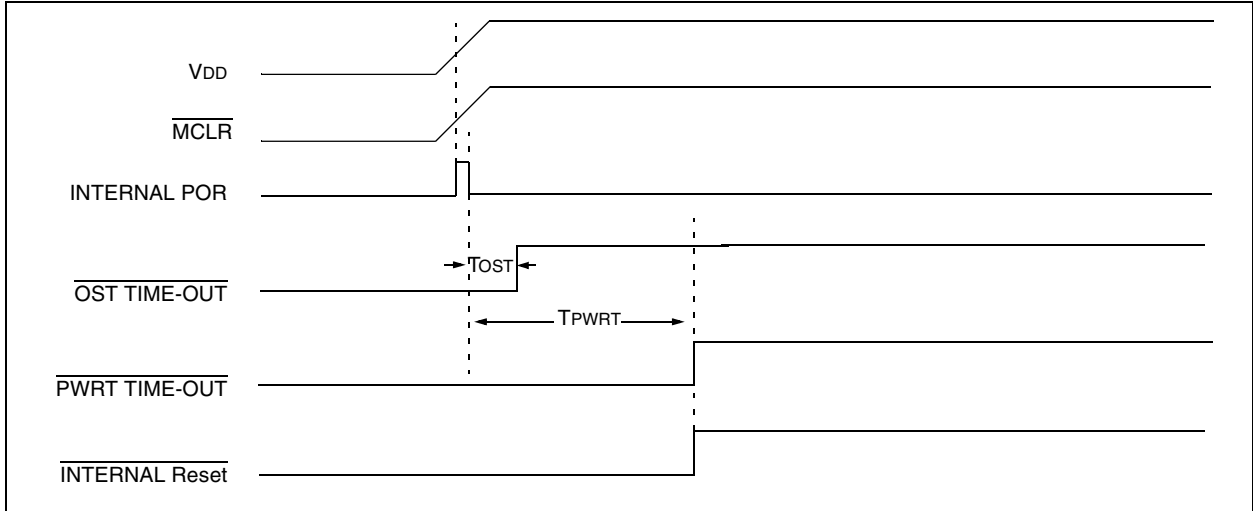 VDD
MCLR
INTERNAL POR
TOST
OST TIME-OUT
TPWRT
PWRT TIME-OUT
INTERNAL Reset